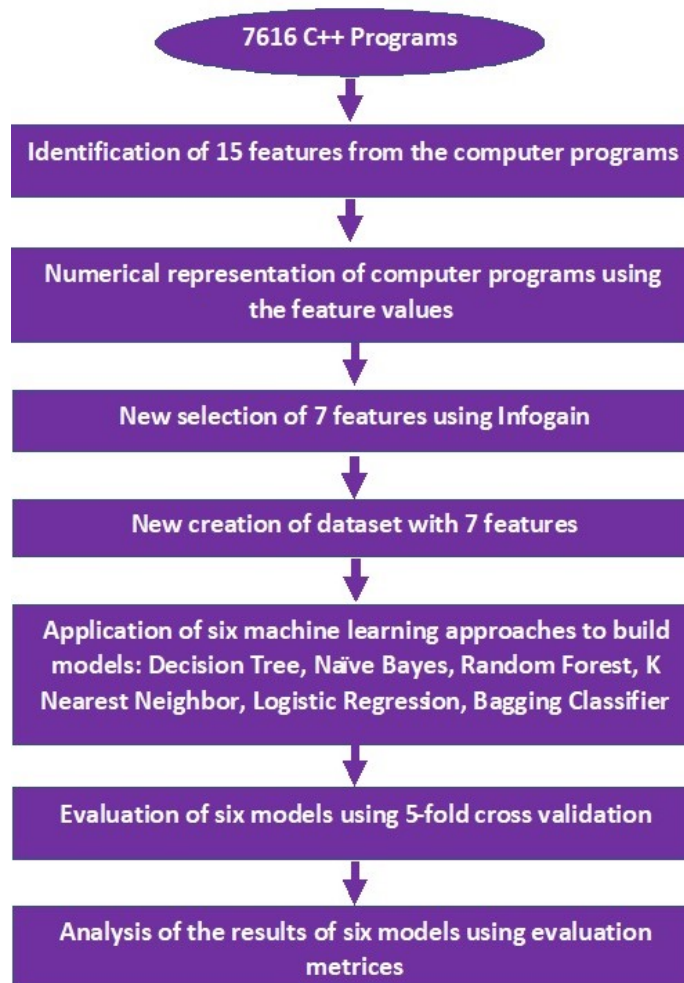 7616 C++ Programs
Identification of 15 features from the computer programs
Numerical representation of computer programs using
the feature values
New selection of 7 features using Infogain
New creation of dataset with 7 features
Application of six machine learning approaches to build
models: Decision Tree, Naïve Bayes, Random Forest, K
Nearest Neighbor, Logistic Regression, Bagging Classifier
Evaluation of six models using 5-fold cross validation
Analysis of the results of six models using evaluation
metrices